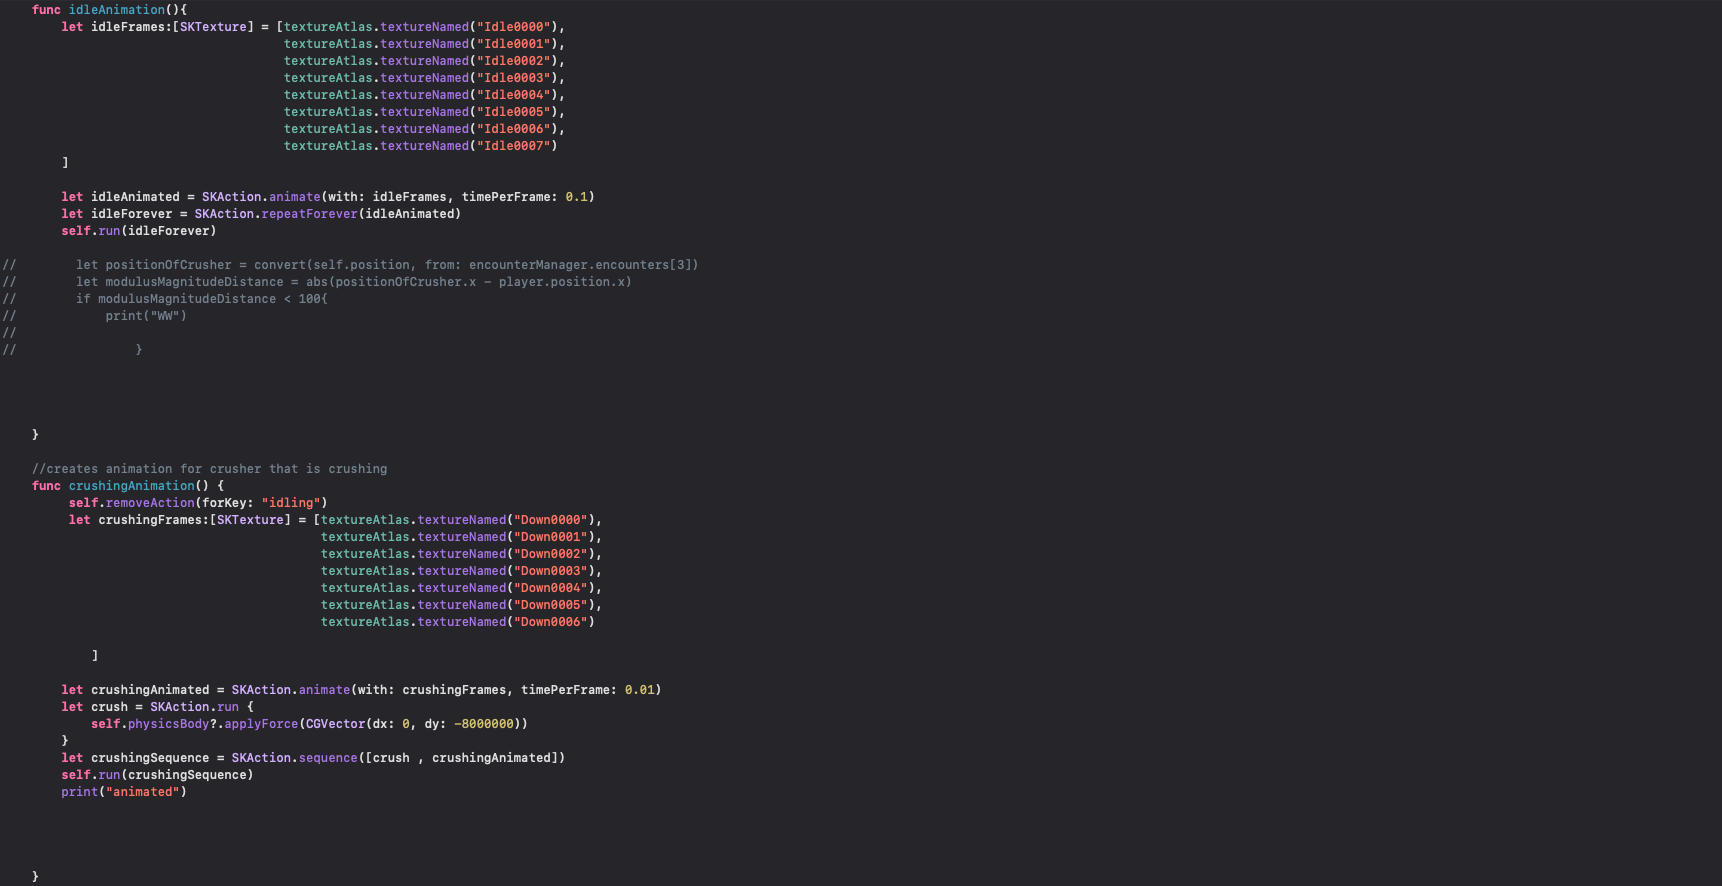 func idleAnimation(){
let idleFrames:[SKTexture] = [textureAtlas.textureNamed("Idle0000"),
textureAtlas.textureNamed("Idle0001"),
textureAtlas.textureNamed("Idle0002"),
textureAtlas.textureNamed("Idle0003"),
textureAtlas.textureNamed("Idle0004"),
textureAtlas.textureNamed("Idle0005"),
textureAtlas.textureNamed("Idle0006"),
textureAtlas.textureNamed("Idle0007")
]
let idleAnimated = SKAction.animate(with: idleFrames, timePerFrame: 0.1)
let idleForever = SKAction.repeatForever(idleAnimated)
self.run(idleForever)
// let positionOfCrusher = convert(self.position, from: encounterManager.encounters[3])
// let modulusMagnitudeDistance = abs(positionOfCrusher.x - player.position.x)
// if modulusMagnitudeDistance < 100{
// print("WW")
//
// }
}
//creates animation for crusher that is crushing
func crushingAnimation() {
self.removeAction(forKey: "idling")
let crushingFrames:[SKTexture] = [textureAtlas.textureNamed("Down0000"),
textureAtlas.textureNamed("Down0001"),
textureAtlas.textureNamed("Down0002"),
textureAtlas.textureNamed("Down0003"),
textureAtlas.textureNamed("Down0004"),
textureAtlas.textureNamed("Down0005"),
textureAtlas.textureNamed("Down0006")
]
let crushingAnimated = SKAction.animate(with: crushingFrames, timePerFrame: 0.01)
let crush = SKAction.run {
self.physicsBody?.applyForce(CGVector(dx: 0, dy: -8000000))
}
let crushingSequence = SKAction.sequence([crush , crushingAnimated])
self.run(crushingSequence)
print("animated")
}